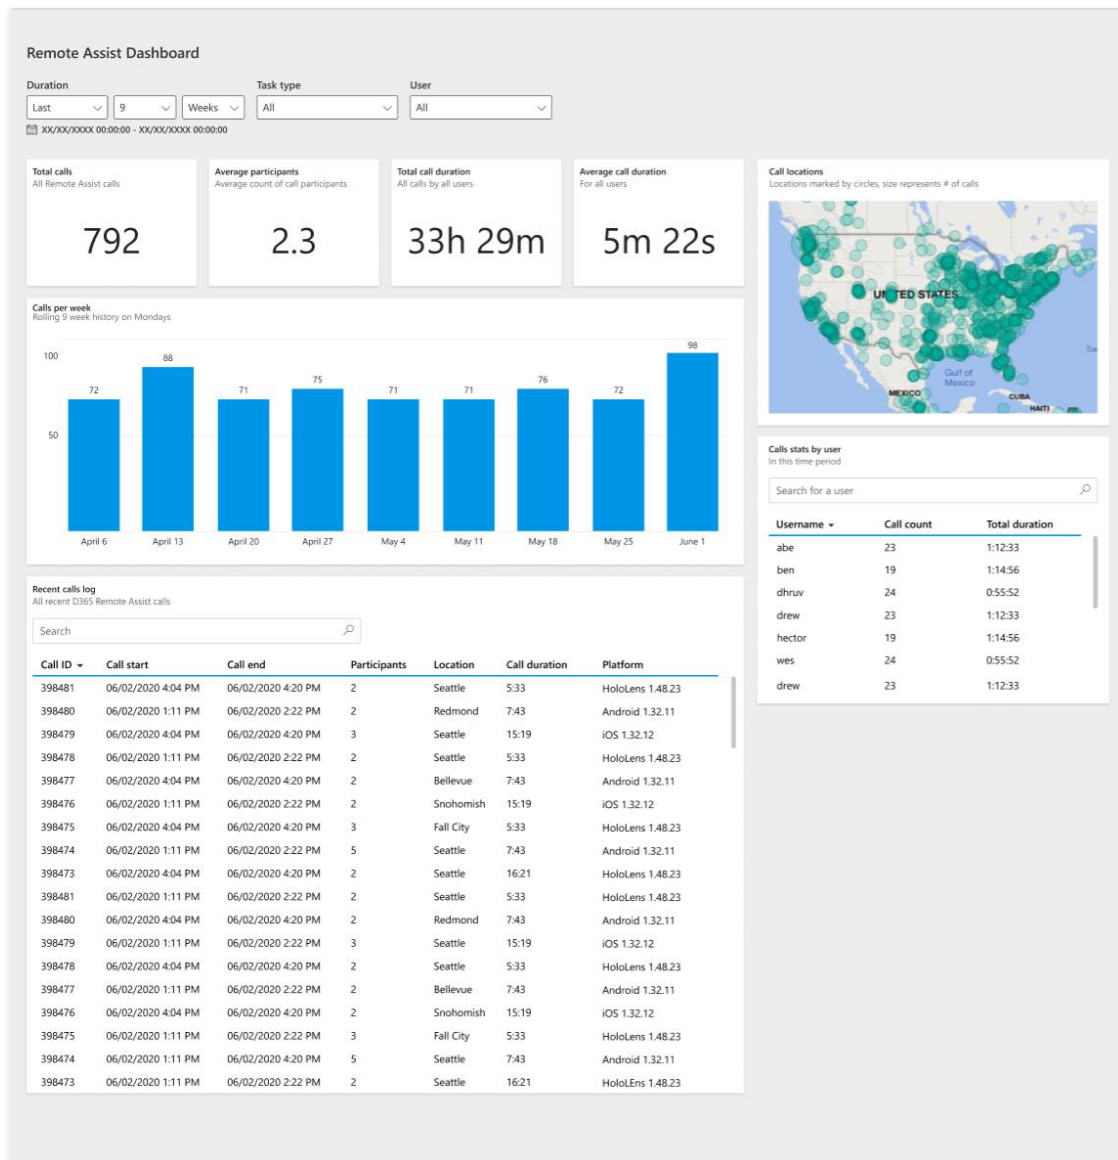 Remote Assist Dashboard
Duration
Task type
User
Last 9 Weeks All All
XX/XX/XXXX 00:00:00 - XX/XX/XXXX 00:00:00
Total calls
All Remote Assist calls
792
Average participants
Average count of call participants
2.3
Total call duration
All calls by all users
33h 29m
Average call duration
For all users
5m 22s
Call locations
Locations marked by circles, size represents # of calls
UNITED STATES
Gulf of
Mexico
MEXICO
CUBA
HAITI
Calls per week
Rolling 9 week history on Mondays
100
50
72 88 71 75 71 71 76 72 98
April 6 April 13 April 20 April 27 May 4 May 11 May 18 May 25 June 1
Calls stats by user
In this time period
Search for a user
Username Call count Total duration
abe 23 1:12:33
ben 19 1:14:56
dhruv 24 0:55:52
drew 23 1:12:33
hector 19 1:14:56
wes 24 0:55:52
drew 23 1:12:33
Recent calls log
All recent D365 Remote Assist calls
Search
Call ID Call start Call end Participants Location Call duration Platform
398481 06/02/2020 4:04 PM 06/02/2020 4:20 PM 2 Seattle 5:33 HoloLens 1.48.23
398480 06/02/2020 1:11 PM 06/02/2020 2:22 PM 2 Redmond 7:43 Android 1.32.11
398479 06/02/2020 4:04 PM 06/02/2020 4:20 PM 3 Seattle 15:19 iOS 1.32.12
398478 06/02/2020 1:11 PM 06/02/2020 2:22 PM 2 Seattle 5:33 HoloLens 1.48.23
398477 06/02/2020 4:04 PM 06/02/2020 4:20 PM 2 Bellevue 7:43 Android 1.32.11
398476 06/02/2020 1:11 PM 06/02/2020 2:22 PM 2 Snohomish 15:19 iOS 1.32.12
398475 06/02/2020 4:04 PM 06/02/2020 4:20 PM 3 Fall City 5:33 HoloLens 1.48.23
398474 06/02/2020 1:11 PM 06/02/2020 2:22 PM 5 Seattle 7:43 Android 1.32.11
398473 06/02/2020 4:04 PM 06/02/2020 4:20 PM 2 Seattle 16:21 HoloLens 1.48.23
398481 06/02/2020 1:11 PM 06/02/2020 2:22 PM 2 Seattle 5:33 HoloLens 1.48.23
398480 06/02/2020 4:04 PM 06/02/2020 4:20 PM 2 Redmond 7:43 Android 1.32.11
398479 06/02/2020 1:11 PM 06/02/2020 2:22 PM 3 Seattle 15:19 iOS 1.32.12
398478 06/02/2020 4:04 PM 06/02/2020 4:20 PM 2 Seattle 5:33 HoloLens 1.48.23
398477 06/02/2020 1:11 PM 06/02/2020 2:22 PM 2 Bellevue 7:43 Android 1.32.11
398476 06/02/2020 4:04 PM 06/02/2020 4:20 PM 2 Snohomish 15:19 iOS 1.32.12
398475 06/02/2020 1:11 PM 06/02/2020 2:22 PM 3 Fall City 5:33 HoloLens 1.48.23
398474 06/02/2020 1:11 PM 06/02/2020 4:20 PM 5 Seattle 7:43 Android 1.32.11
398473 06/02/2020 1:11 PM 06/02/2020 2:22 PM 2 Seattle 16:21 HoloLEns 1.48.23